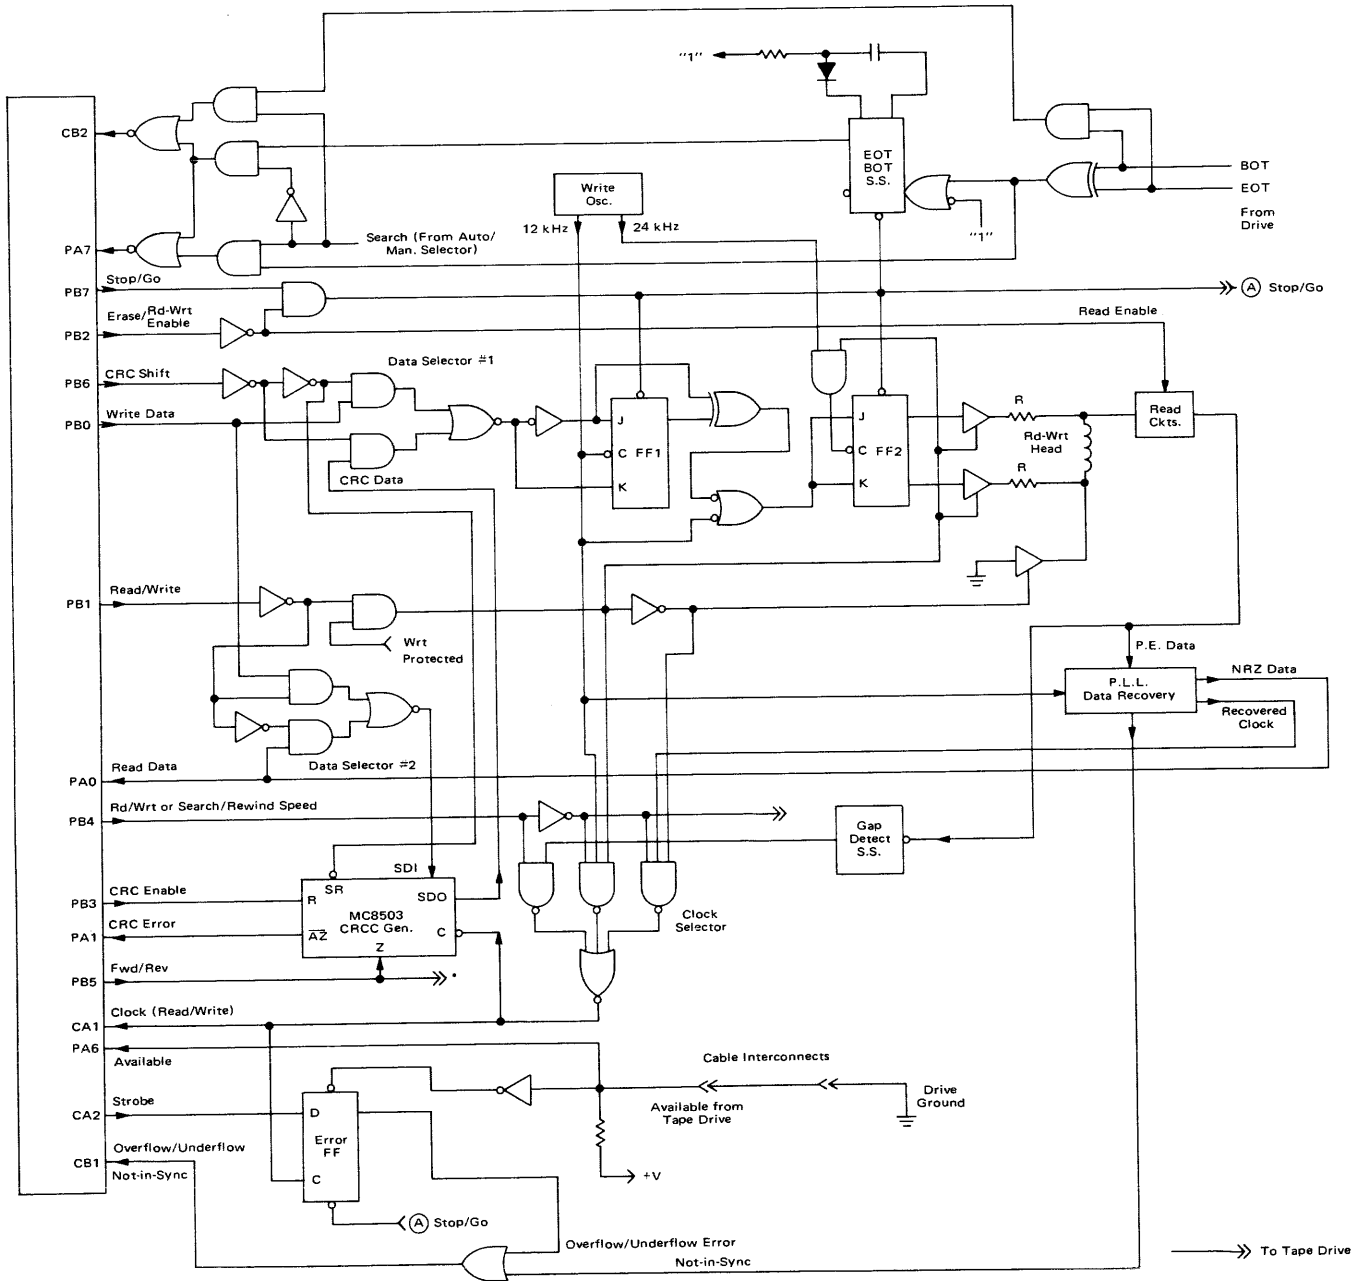 "1"
CB2
EOT
BOT
S.S.
BOT
EOT
From
Drive
"1"
Write
Osc.
12 kHz
24 kHz
Search (From Auto/
Man. Selector)
PA7
Stop/Go
PB7
A Stop/Go
Erase/Rd-Wrt
Enable
PB2
Read Enable
CRC Shift
PB6
Data Selector #1
Write Data
PB0
CRC Data
J
C FF1
K
J
C FF2
K
R
Rd-Wrt
Head
R
Read
Ckts.
Read/Write
PB1
Wrt
Protected
P.E. Data
P.L.L.
Data Recovery
NRZ Data
Recovered
Clock
Read Data
PA0
Data Selector #2
Rd/Wrt or Search/Rewind Speed
PB4
Gap
Detect
S.S.
SDI
CRC Enable
PB3
SR
R
SDO
MC8503
CRCC Gen.
CRC Error
PA1
AZ
C
Z
Clock
Selector
Fwd/Rev
PB5
Clock (Read/Write)
CA1
PA6
Available
Cable Interconnects
Available from
Tape Drive
Drive
Ground
Strobe
CA2
D
Error
FF
C
Overflow/Underflow
CB1
Not-in-Sync
+V
A Stop/Go
Overflow/Underflow Error
Not-in-Sync
To Tape Drive